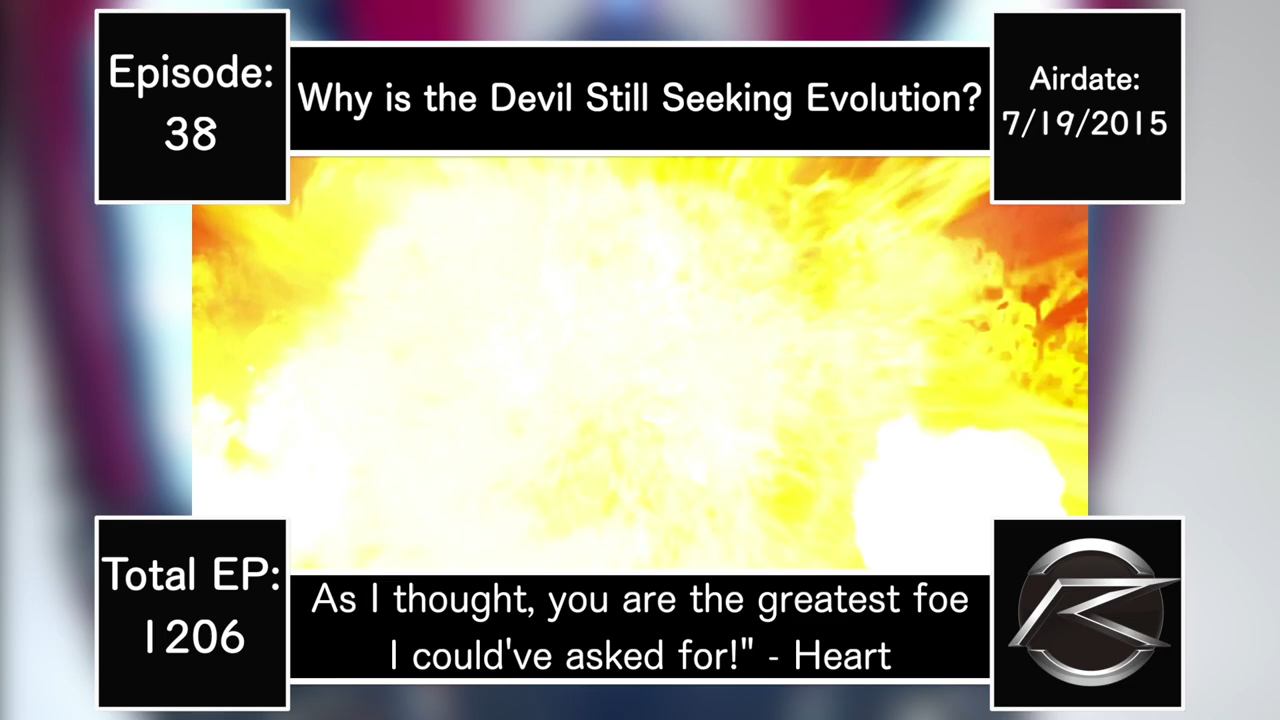 Episode:
38
Why is the Devil Still Seeking Evolution?
Airdate:
7/19/2015
Total EP:
1206
As I thought, you are the greatest foe
I could've asked for!" - Heart